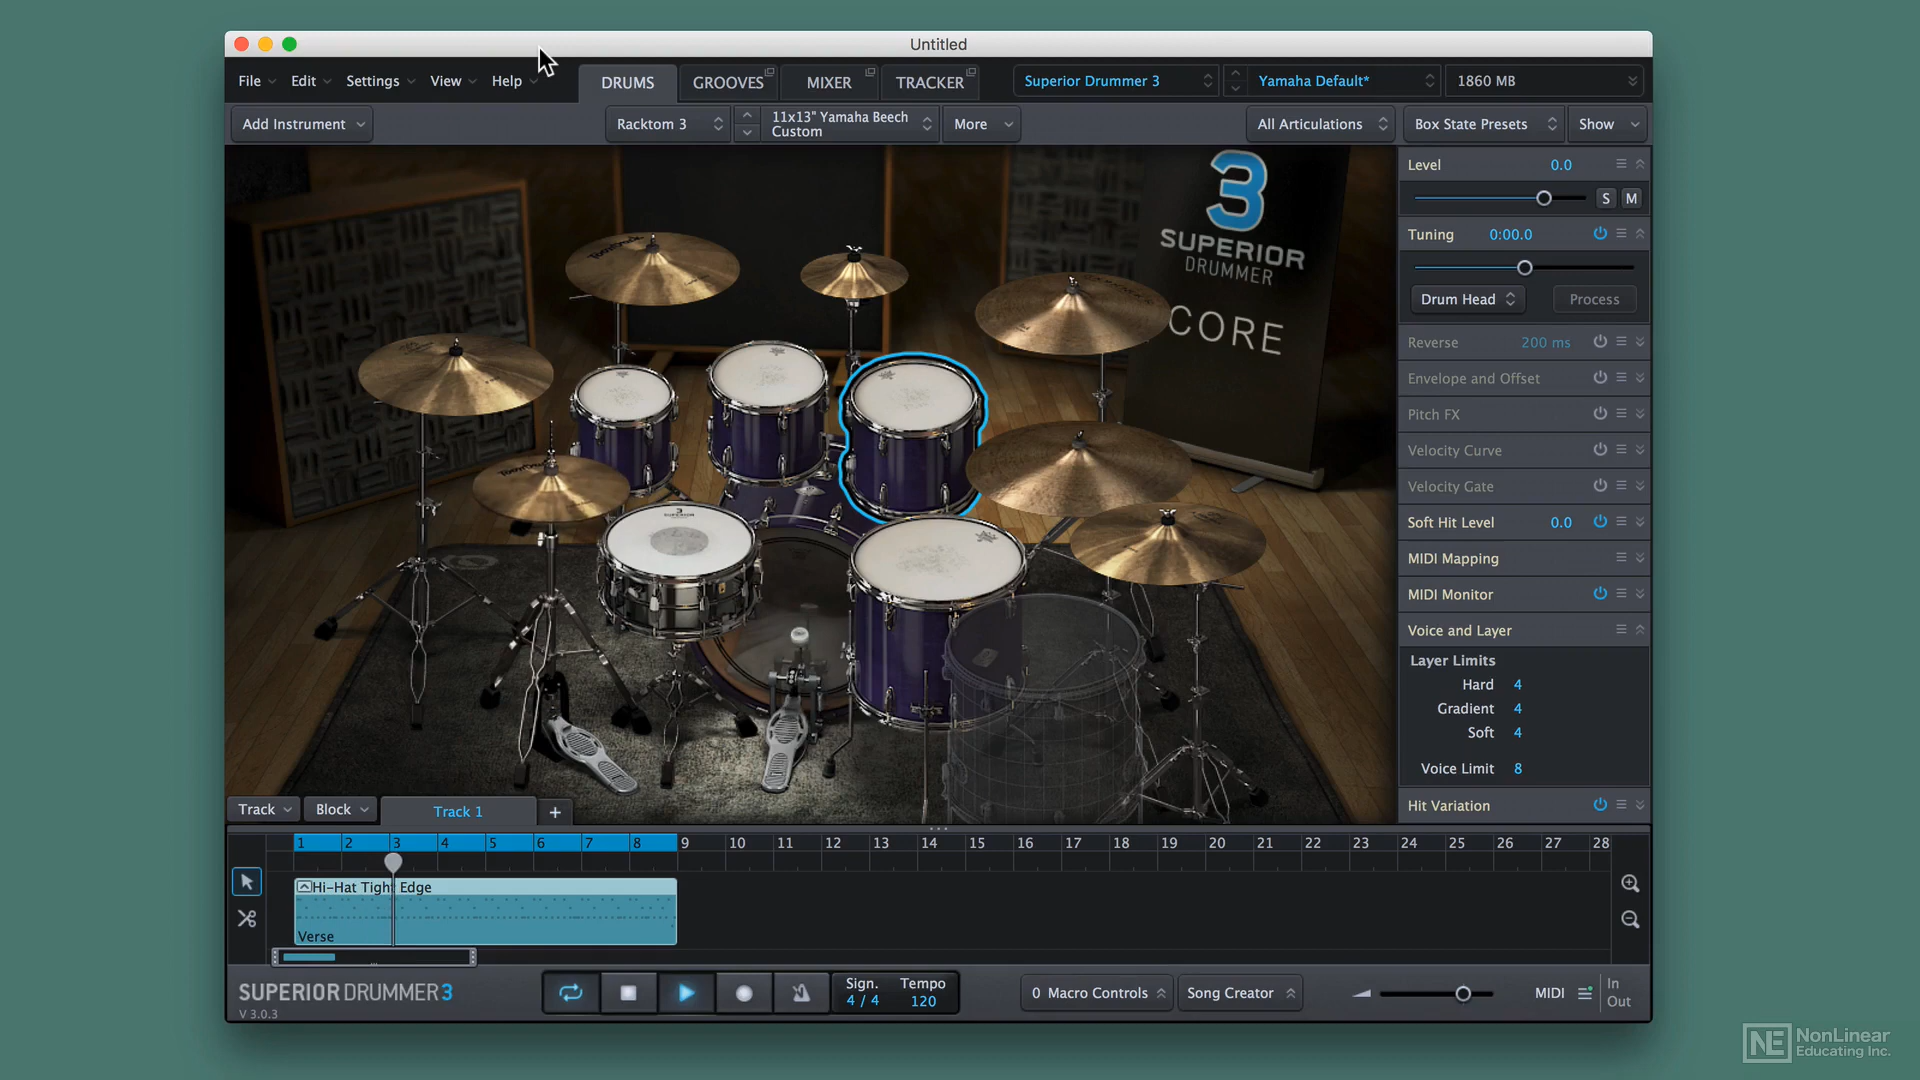 Untitled
File Edit Settings View Help DRUMS GROOVES MIXER TRACKER Superior Drummer 3 Yamaha Default* 1860 MB
Add Instrument Racktom 3 11x13" Yamaha Beech Custom More All Articulations Box State Presets Show
3
SUPERIOR
DRUMMER
CORE
Level 0.0
S M
Tuning 0:00.0
Drum Head Process
Reverse 200 ms
Envelope and Offset
Pitch FX
Velocity Curve
Velocity Gate
Soft Hit Level 0.0
MIDI Mapping
MIDI Monitor
Voice and Layer
Layer Limits
Hard 4
Gradient 4
Soft 4
Voice Limit 8
Hit Variation
3
SUPERIOR
Track Block Track 1 +
1 2 3 4 5 6 7 8 9 10 11 12 13 14 15 16 17 18 19 20 21 22 23 24 25 26 27 28
Hi-Hat Tight Edge
Verse
SUPERIOR DRUMMER 3
V 3.0.3
Sign. Tempo
4 / 4 120
0 Macro Controls Song Creator MIDI In
Out
NE NonLinear
Educating Inc.